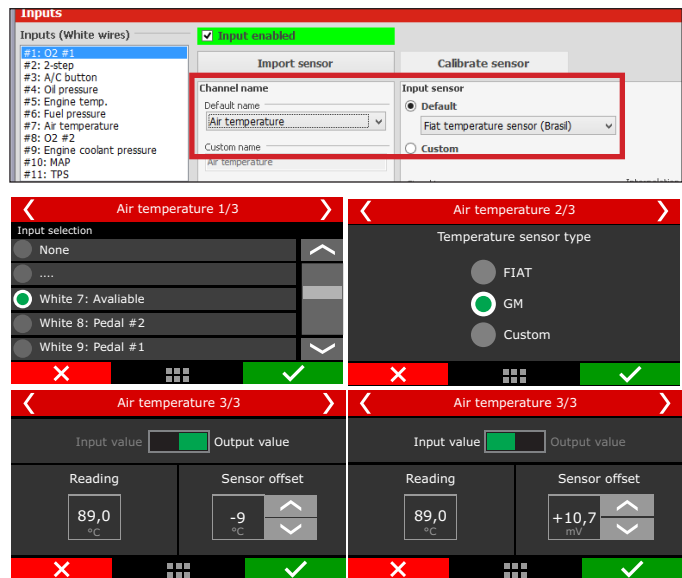 Inputs
Inputs (White wires)
Input enabled
#1: O2 #1
#2: 2-step
#3: A/C button
#4: Oil pressure
#5: Engine temp.
#6: Fuel pressure
#7: Air temperature
#8: O2 #2
#9: Engine coolant pressure
#10: MAP
#11: TPS
Import sensor
Calibrate sensor
Channel name
Default name
Air temperature
Custom name
Air temperature
Input sensor
Default
Fiat temperature sensor (Brasil)
Custom
Air temperature 1/3
Input selection
None
....
White 7: Avaliable
White 8: Pedal #2
White 9: Pedal #1
Air temperature 2/3
Temperature sensor type
FIAT
GM
Custom
Air temperature 3/3
Input value Output value
Reading
89,0
°C
Sensor offset
-9
°C
Air temperature 3/3
Input value Output value
Reading
89,0
°C
Sensor offset
+10,7
mV